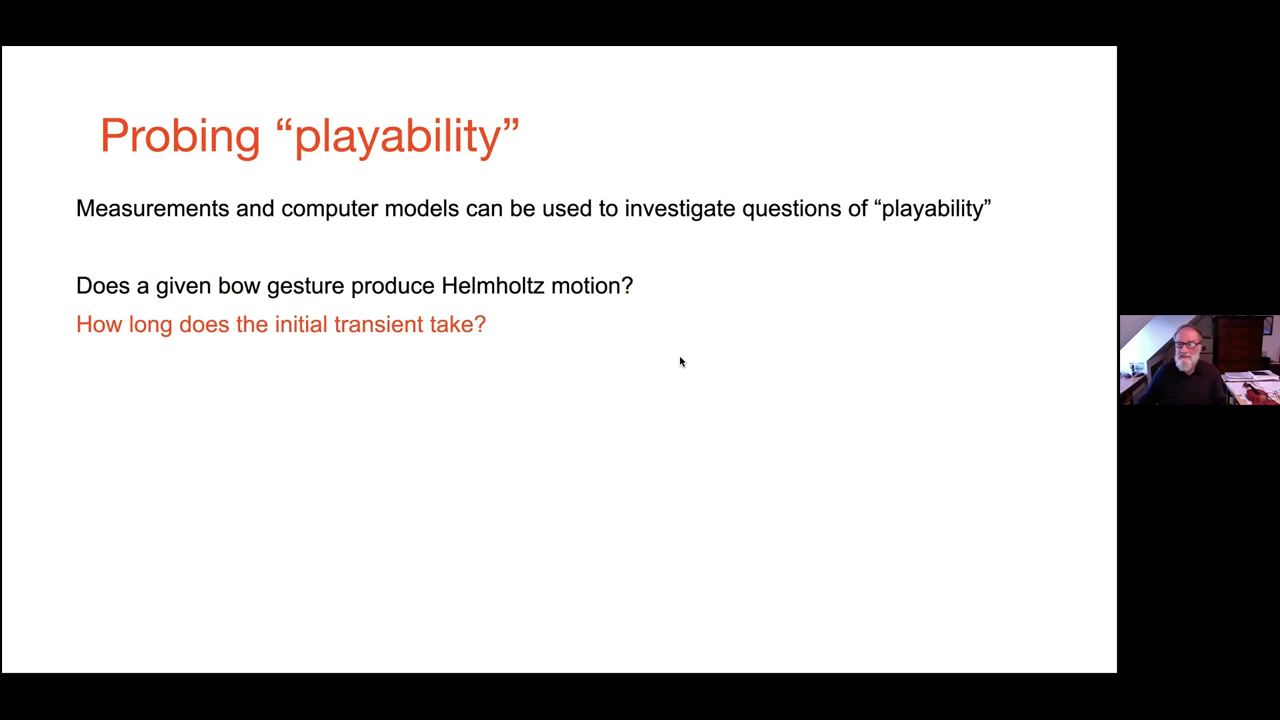 Probing “playability”
Measurements and computer models can be used to investigate questions of “playability”
Does a given bow gesture produce Helmholtz motion?
How long does the initial transient take?